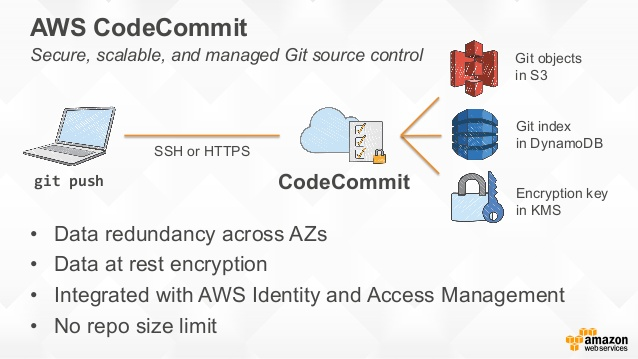 AWS CodeCommit
Secure, scalable, and managed Git source control
Git objects
in S3
SSH or HTTPS
Git index
in DynamoDB
git push
CodeCommit
Encryption key
in KMS
• Data redundancy across AZs
• Data at rest encryption
• Integrated with AWS Identity and Access Management
• No repo size limit
amazon
web services